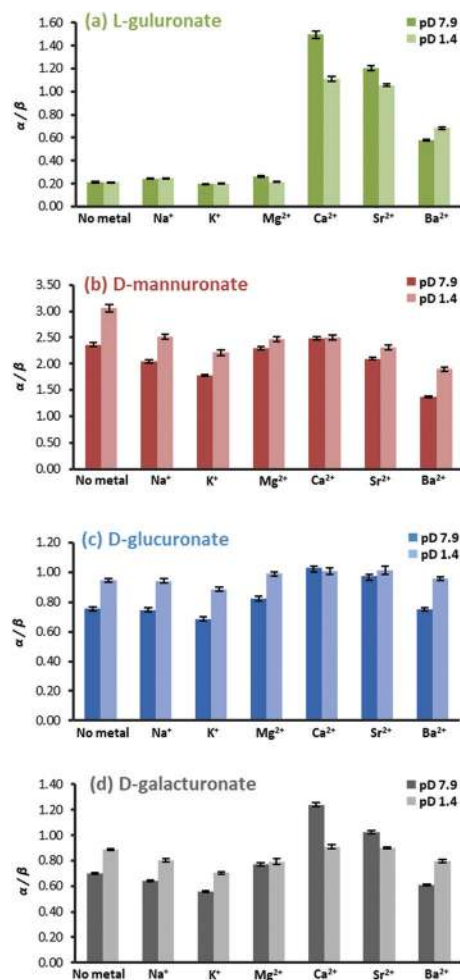 (a) L-guluronate
pD 7.9
pD 1.4
α / β
1.60
1.40
1.20
1.00
0.80
0.60
0.40
0.20
0.00
No metal Na⁺ K⁺ Mg²⁺ Ca²⁺ Sr²⁺ Ba²⁺
(b) D-mannuronate
pD 7.9
pD 1.4
α / β
3.50
3.00
2.50
2.00
1.50
1.00
0.50
0.00
No metal Na⁺ K⁺ Mg²⁺ Ca²⁺ Sr²⁺ Ba²⁺
(c) D-glucuronate
pD 7.9
pD 1.4
α / β
1.20
1.00
0.80
0.60
0.40
0.20
0.00
No metal Na⁺ K⁺ Mg²⁺ Ca²⁺ Sr²⁺ Ba²⁺
(d) D-galacturonate
pD 7.9
pD 1.4
α / β
1.40
1.20
1.00
0.80
0.60
0.40
0.20
0.00
No metal Na⁺ K⁺ Mg²⁺ Ca²⁺ Sr²⁺ Ba²⁺